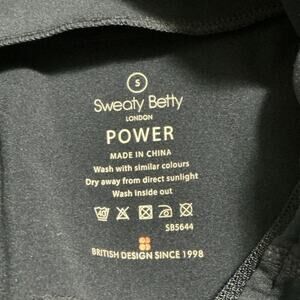 S
Sweaty Betty
LONDON
POWER
MADE IN CHINA
Wash with similar colours
Dry away from direct sunlight
Wash inside out
40
SB5644
BRITISH DESIGN SINCE 1998